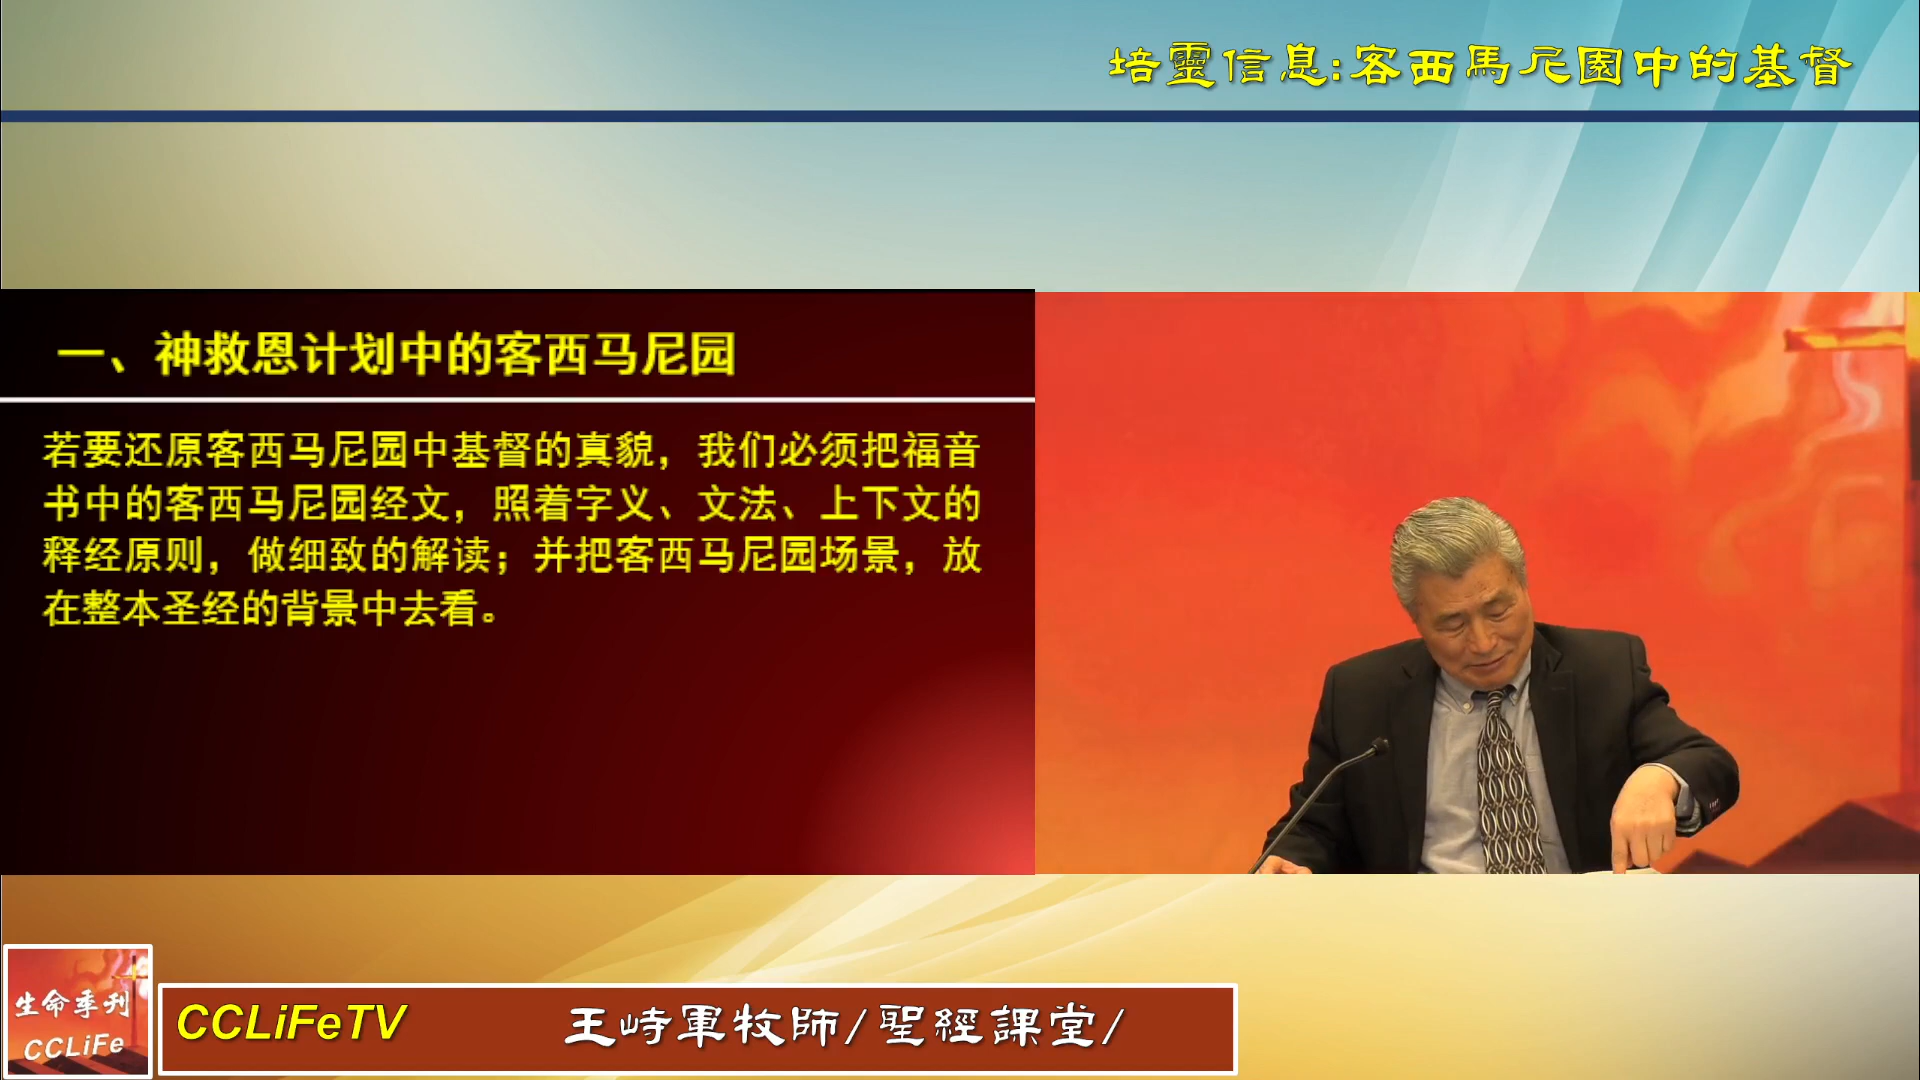 培靈信息:客西馬尼園中的基督
一、神救恩计划中的客西马尼园
若要还原客西马尼园中基督的真貌，我们必须把福音
书中的客西马尼园经文，照着字义、文法、上下文的
释经原则，做细致的解读；并把客西马尼园场景，放
在整本圣经的背景中去看。
生命季刊
CCLiFe
CCLiFeTV
王峙軍牧師/聖經課堂/